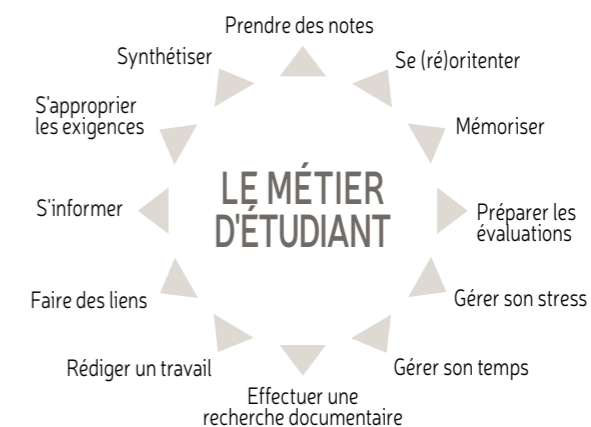 Prendre des notes
Synthétiser
Se (ré)oritenter
S'approprier
les exigences
Mémoriser
LE MÉTIER
D'ÉTUDIANT
S'informer
Préparer les
évaluations
Faire des liens
Gérer son stress
Rédiger un travail
Gérer son temps
Effectuer une
recherche documentaire